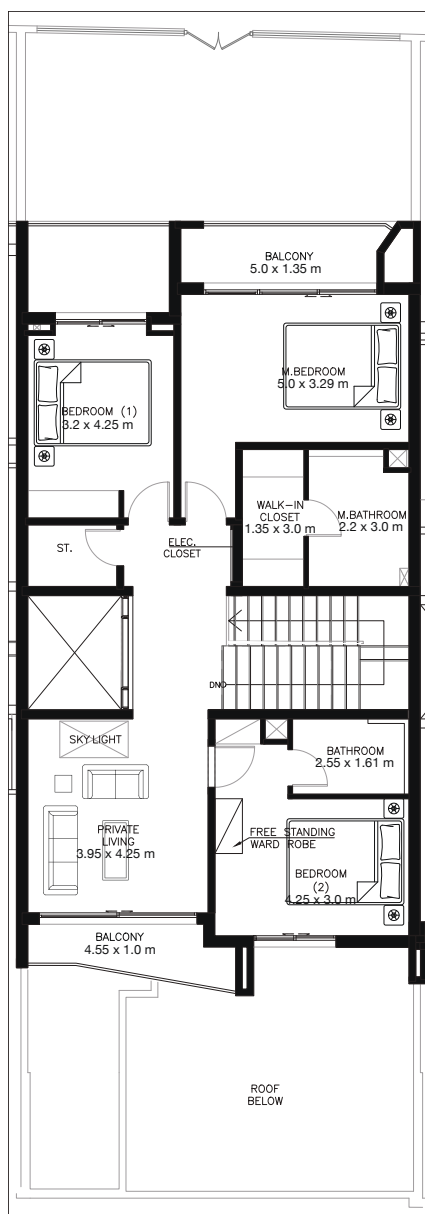 BALCONY
5.0 x 1.35 m
M.BEDROOM
5.0 x 3.29 m
BEDROOM (1)
3.2 x 4.25 m
WALK-IN
CLOSET
1.35 x 3.0 m
M.BATHROOM
2.2 x 3.0 m
ST.
ELEC.
CLOSET
DN
SKY LIGHT
BATHROOM
2.55 x 1.61 m
PRIVATE
LIVING
3.95 x 4.25 m
FREE STANDING
WARD ROBE
BEDROOM
(2)
4.25 x 3.0 m
BALCONY
4.55 x 1.0 m
ROOF
BELOW